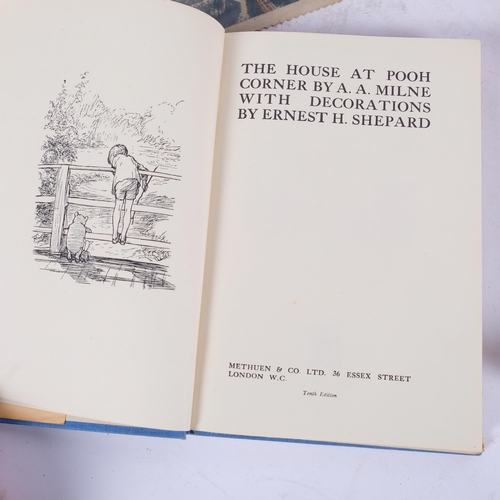 THE HOUSE AT POOH
CORNER BY A. A. MILNE
WITH DECORATIONS
BY ERNEST H. SHEPARD
METHUEN & CO. LTD. 36 ESSEX STREET
LONDON W.C.
Tenth Edition